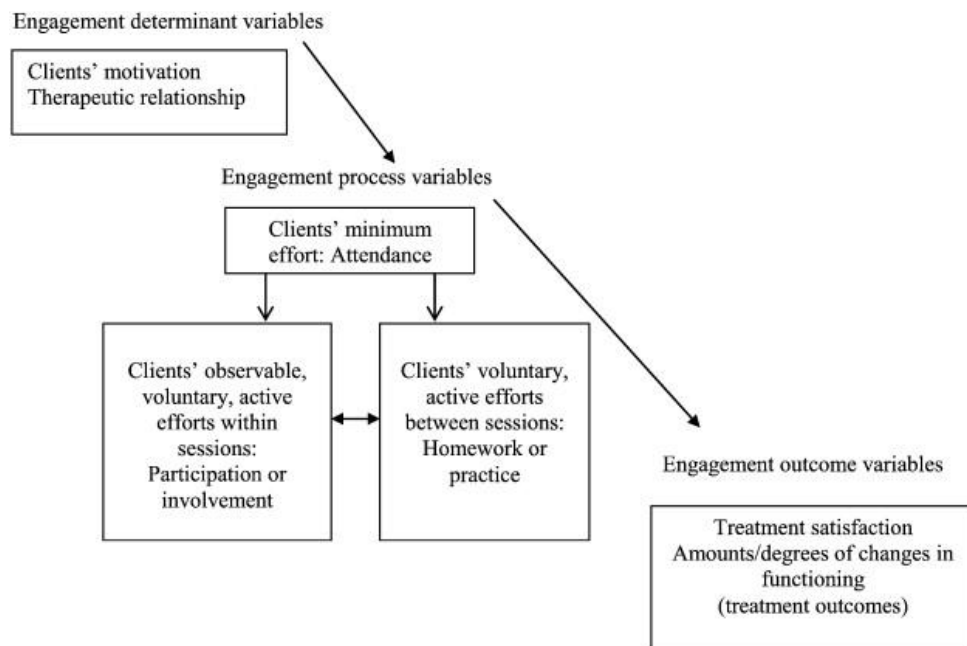 Engagement determinant variables
Clients’ motivation
Therapeutic relationship
Engagement process variables
Clients’ minimum
effort: Attendance
Clients’ observable,
voluntary, active
efforts within
sessions:
Participation or
involvement
Clients’ voluntary,
active efforts
between sessions:
Homework or
practice
Engagement outcome variables
Treatment satisfaction
Amounts/degrees of changes in
functioning
(treatment outcomes)